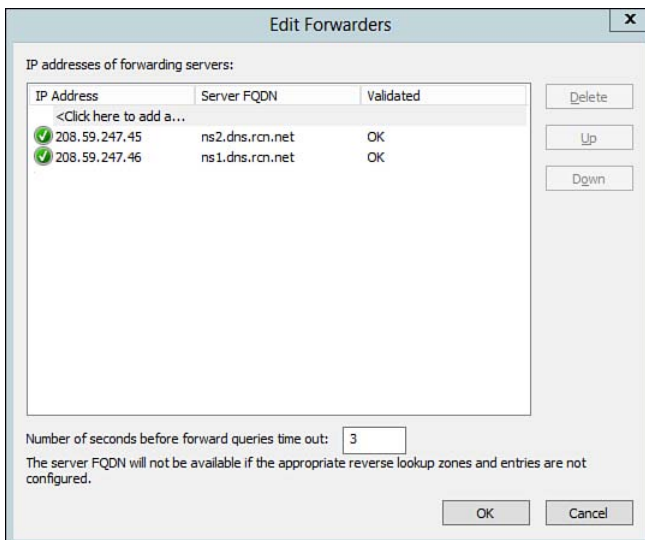 Edit Forwarders
x
IP addresses of forwarding servers:
IP Address Server FQDN Validated
<Click here to add a...
208.59.247.45 ns2.dns.rcn.net OK
208.59.247.46 ns1.dns.rcn.net OK
Delete
Up
Down
Number of seconds before forward queries time out: 3
The server FQDN will not be available if the appropriate reverse lookup zones and entries are not
configured.
OK Cancel